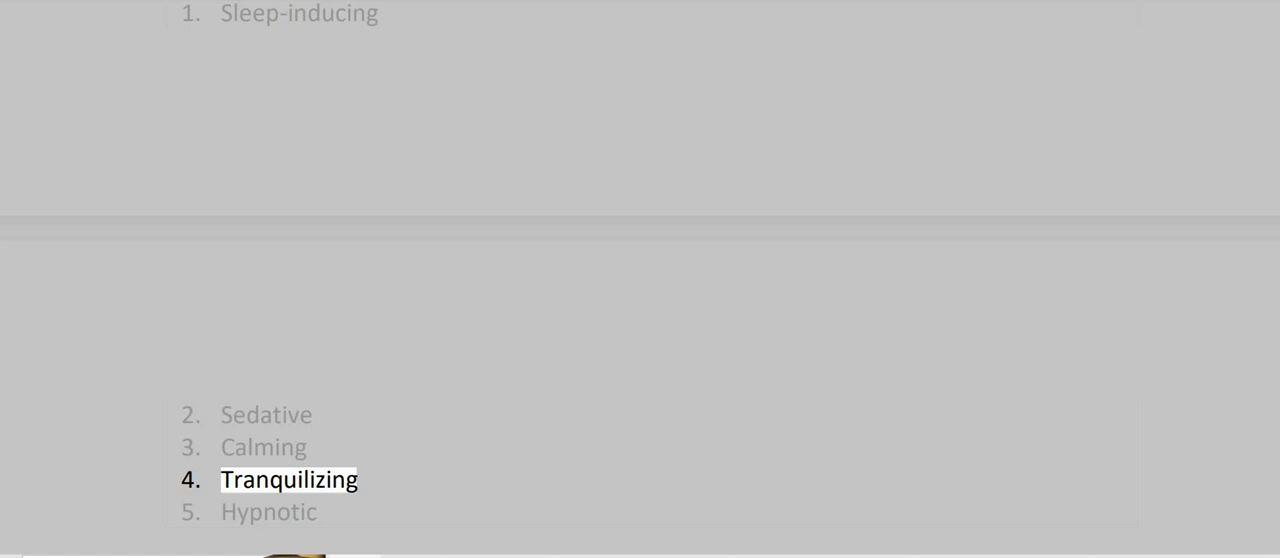 1. Sleep-inducing
2. Sedative
3. Calming
4. Tranquilizing
5. Hypnotic